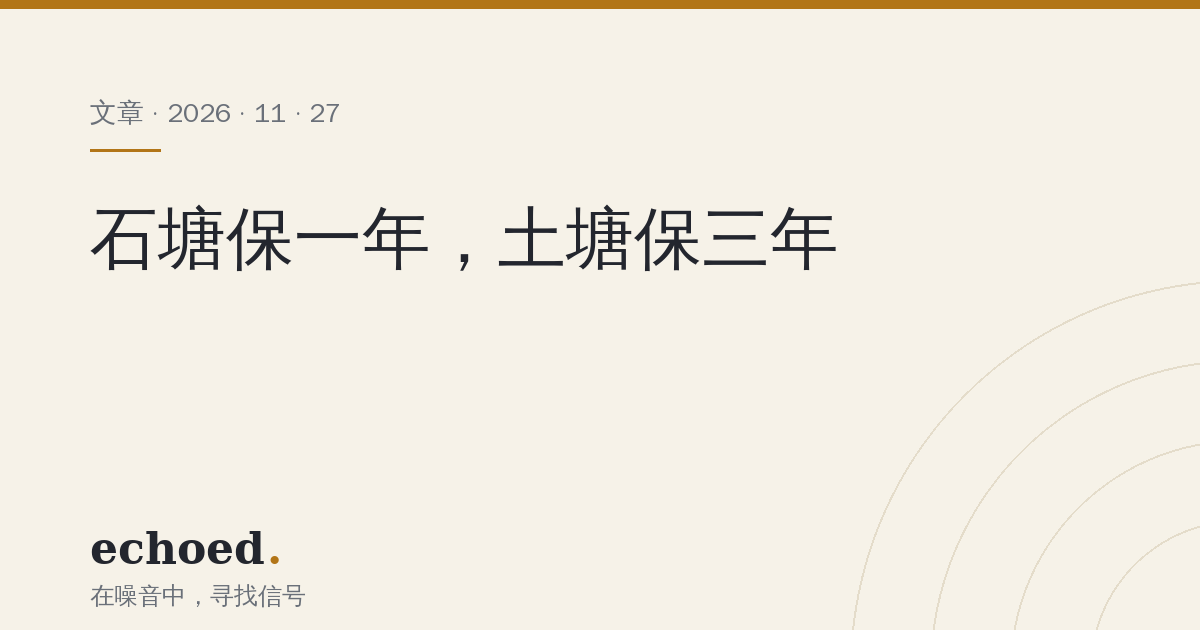 文章 · 2026 · 11 · 27
石塘保一年，土塘保三年
echoed.
在噪音中，寻找信号